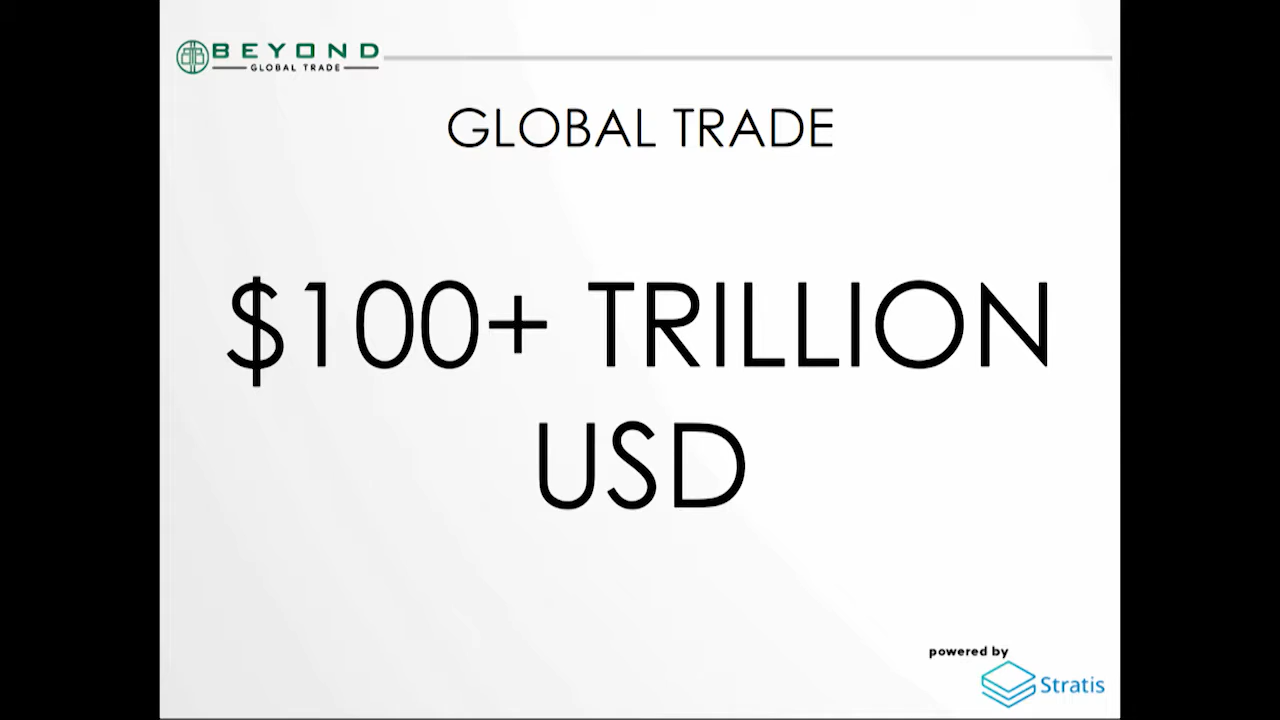 BEYOND
GLOBAL TRADE
GLOBAL TRADE
$100+ TRILLION
USD
powered by
Stratis